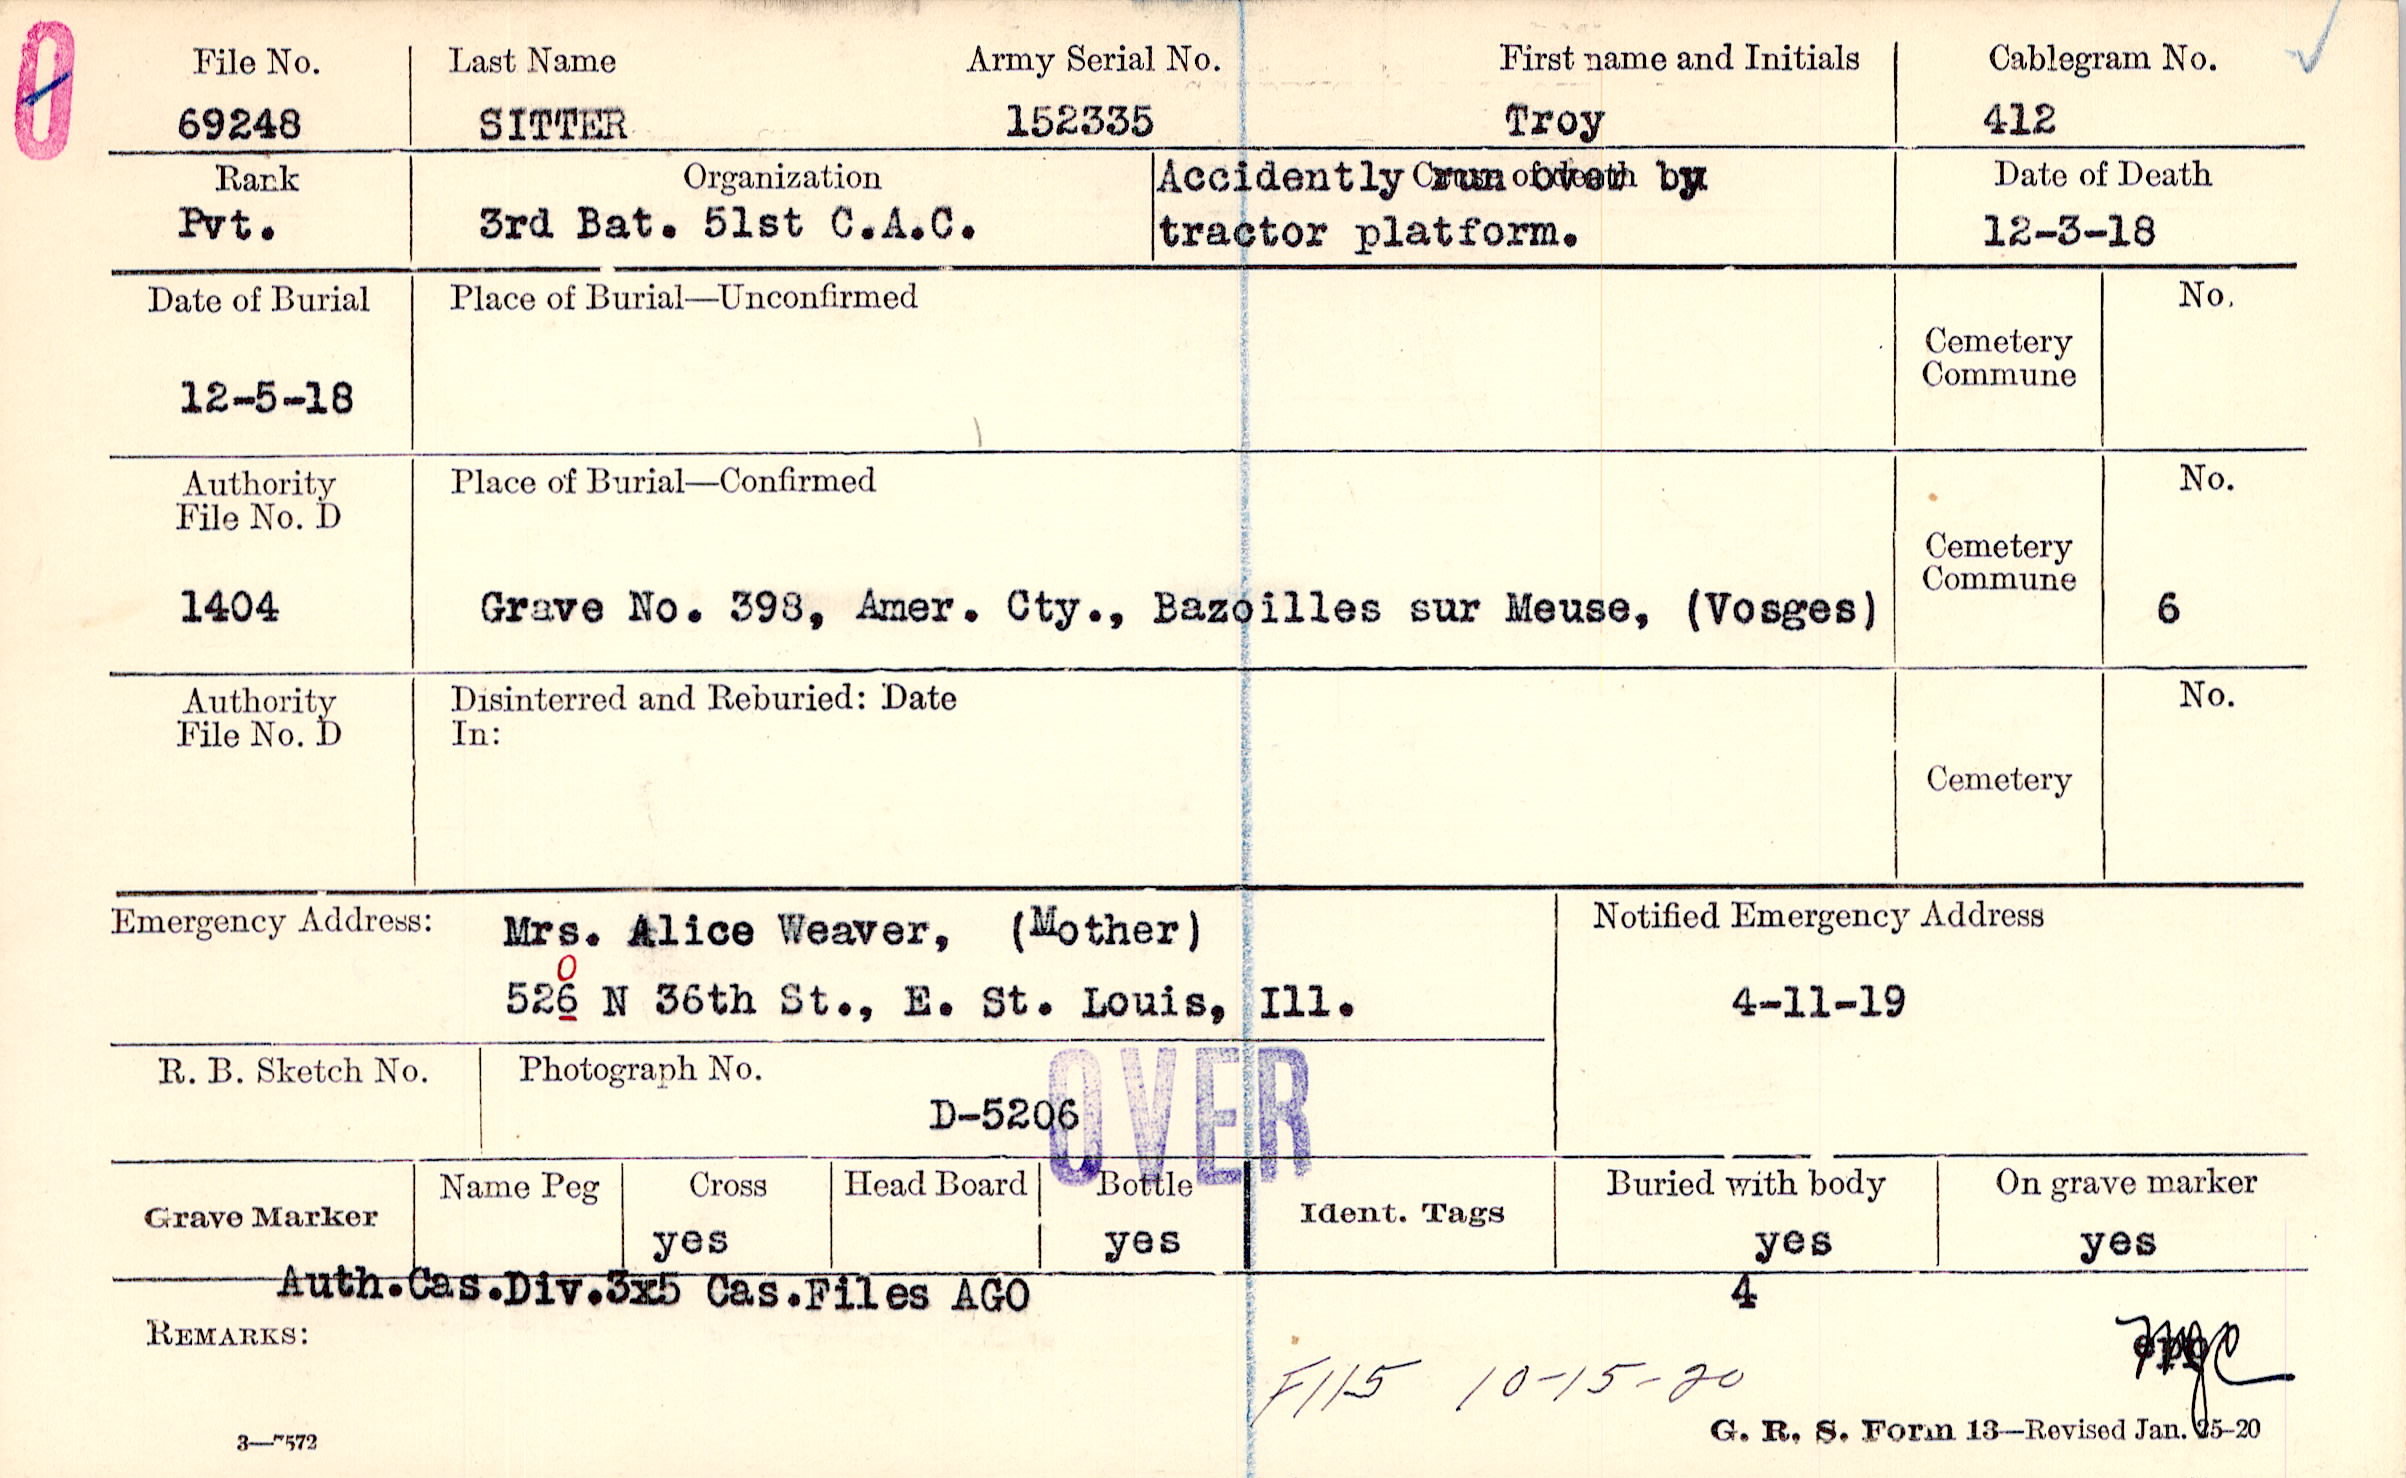 0
File No. Last Name Army Serial No. First name and Initials Cablegram No.
69248 SITTER 152335 Troy 412
Rank Organization Cause of death Date of Death
Accidently run over by
Pvt. 3rd Bat. 51st C.A.C. tractor platform. 12-3-18
Date of Burial Place of Burial—Unconfirmed No.
Cemetery
Commune
12-5-18
Authority Place of Burial—Confirmed No.
File No. D
Cemetery
Commune
1404 Grave No. 398, Amer. Cty., Bazoilles sur Meuse, (Vosges) 6
Authority Disinterred and Reburied: Date No.
File No. D In:
Cemetery
Emergency Address: Mrs. Alice Weaver, (Mother) Notified Emergency Address
0
526 N 36th St., E. St. Louis, Ill. 4-11-19
R. B. Sketch No. Photograph No.
D-5206
OVER
Grave Marker Name Peg Cross Head Board Bottle Ident. Tags Buried with body On grave marker
yes yes yes yes
Auth.Cas.Div.3x5 Cas.Files AGO 4
REMARKS:
F115 10-15-20
3—7572
G. R. S. Form 13—Revised Jan. 25-20